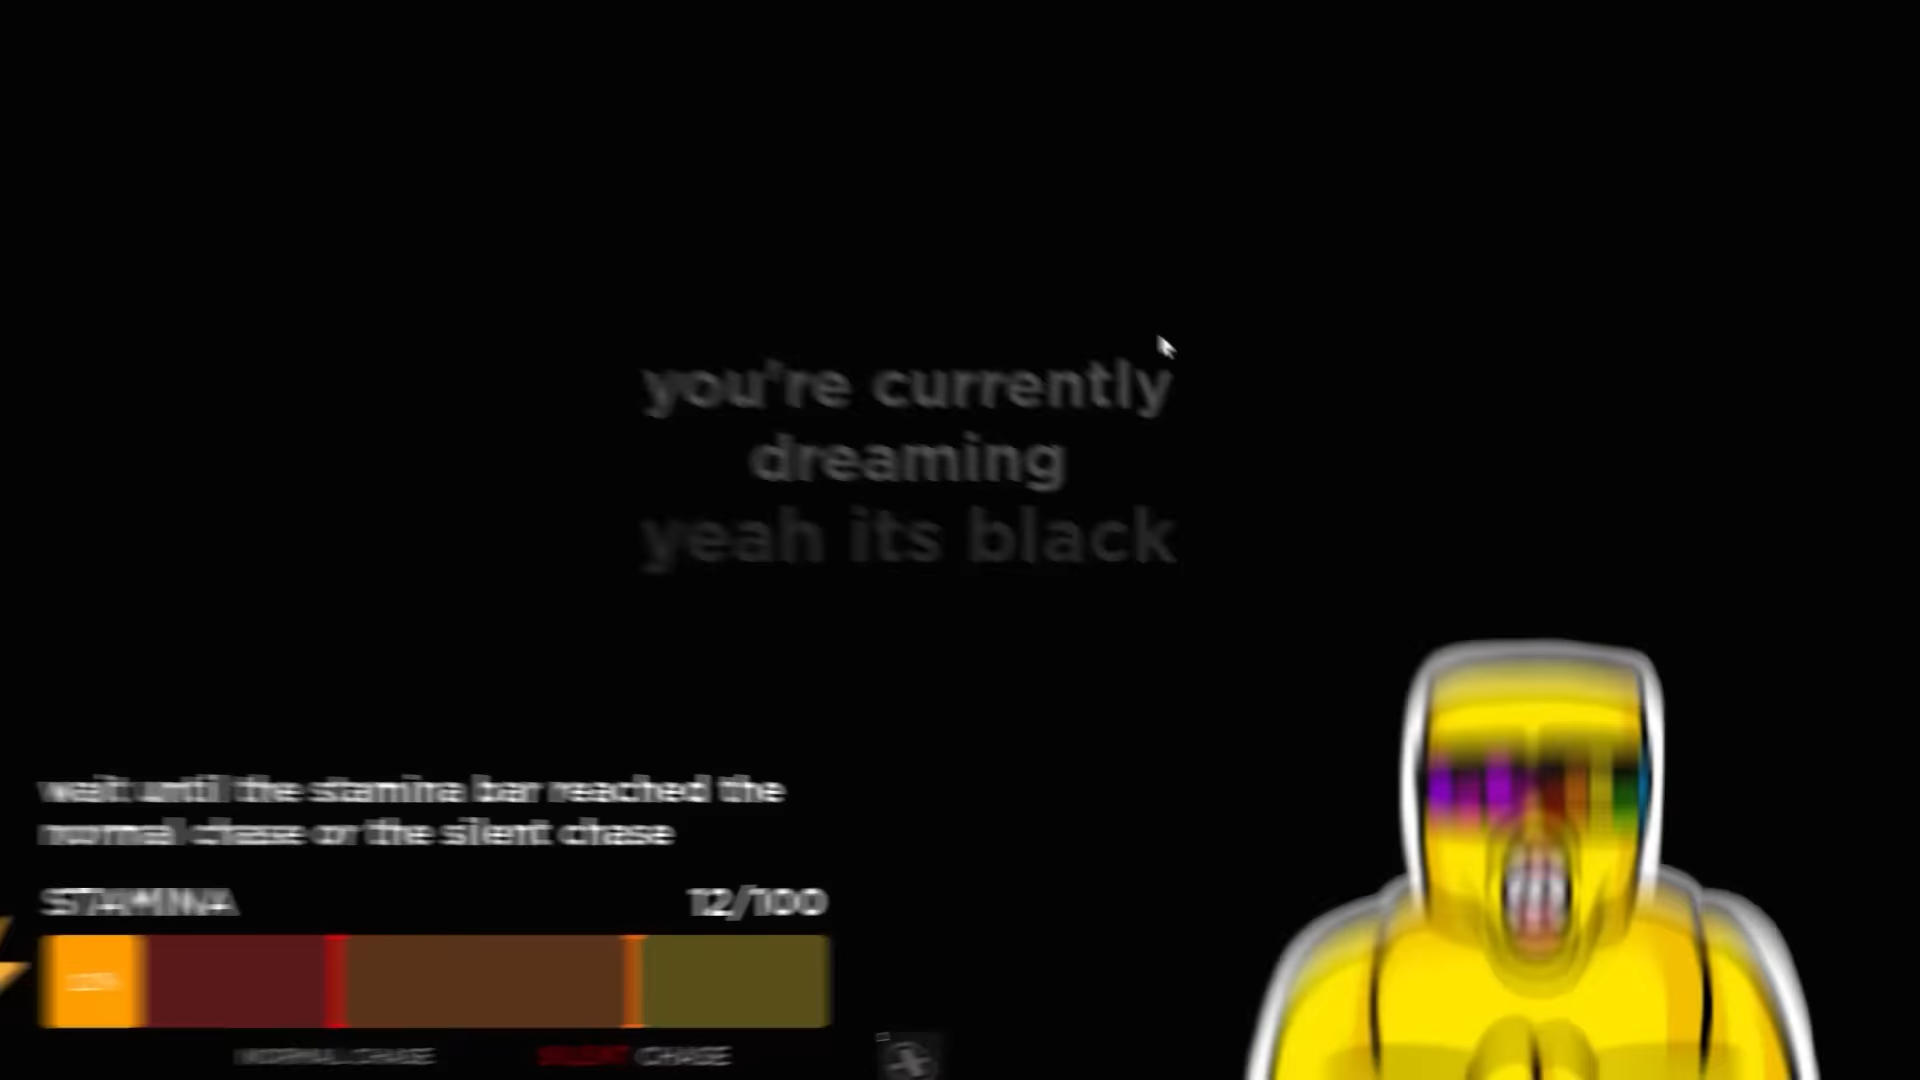 you're currently
dreaming
yeah its black
wait until the stamina bar reached the
normal chase or the silent chase
STAMINA 12/100
NORMAL CHASE SILENT CHASE